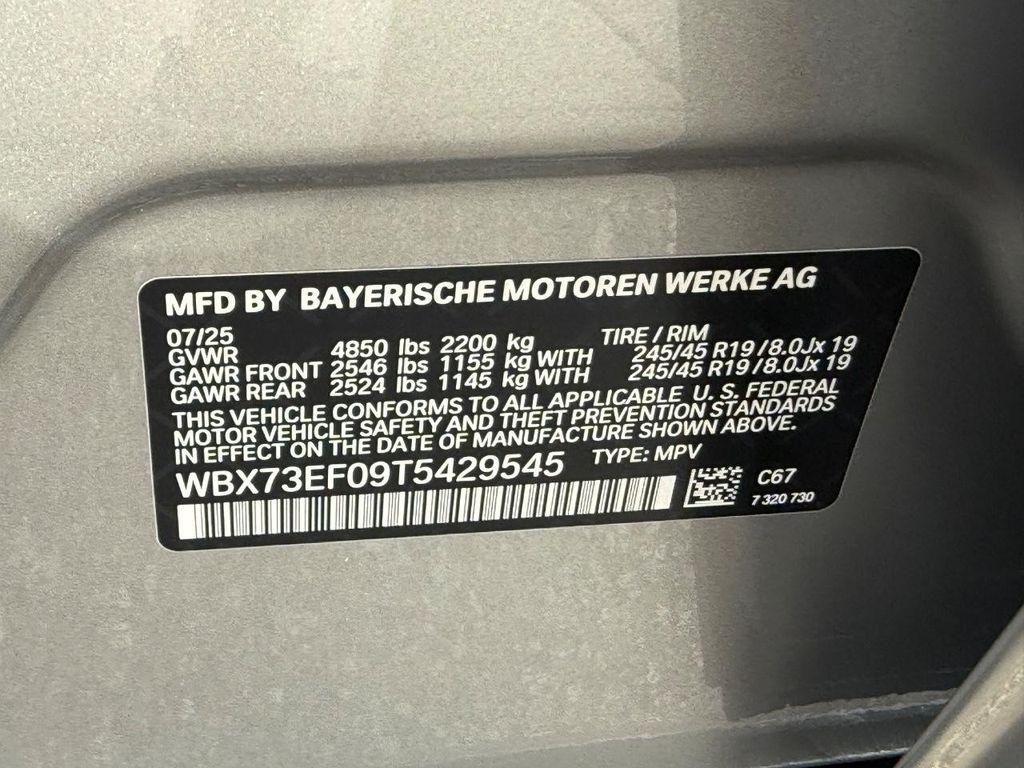 MFD BY BAYERISCHE MOTOREN WERKE AG
07/25 TIRE / RIM
GVWR 4850 lbs 2200 kg
GAWR FRONT 2546 lbs 1155 kg WITH 245/45 R19 / 8.0Jx 19
GAWR REAR 2524 lbs 1145 kg WITH 245/45 R19 / 8.0Jx 19
THIS VEHICLE CONFORMS TO ALL APPLICABLE U. S. FEDERAL
MOTOR VEHICLE SAFETY AND THEFT PREVENTION STANDARDS
IN EFFECT ON THE DATE OF MANUFACTURE SHOWN ABOVE.
WBX73EF09T5429545 TYPE: MPV
C67
7 320 730